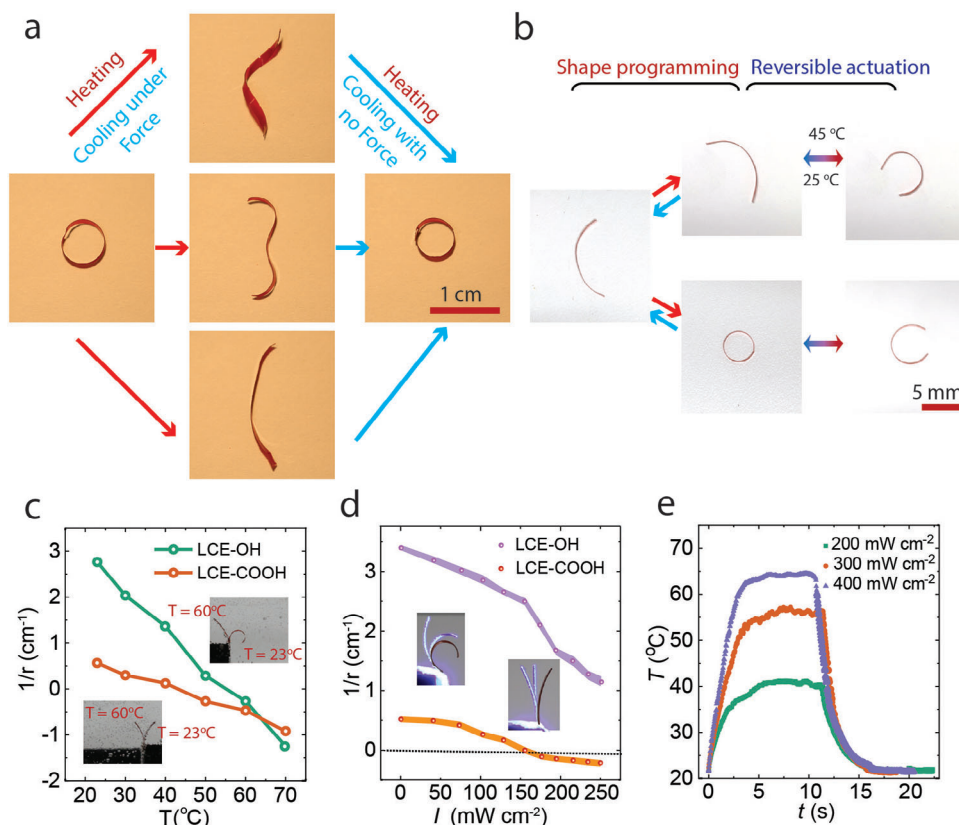 a
Heating
Cooling under
Force
Heating
Cooling with
no Force
1 cm
b
Shape programming
Reversible actuation
45 °C
25 °C
5 mm
c
3
2
1
0
-1
-2
1/r (cm⁻¹)
LCE-OH
LCE-COOH
T = 60°C
T = 23°C
T = 60°C
T = 23°C
20 30 40 50 60 70
T(°C)
d
3
2
1
0
1/r (cm⁻¹)
LCE-OH
LCE-COOH
0 50 100 150 200 250
I (mW cm⁻²)
e
70
60
50
40
30
20
T (°C)
200 mW cm⁻²
300 mW cm⁻²
400 mW cm⁻²
0 5 10 15 20
t (s)